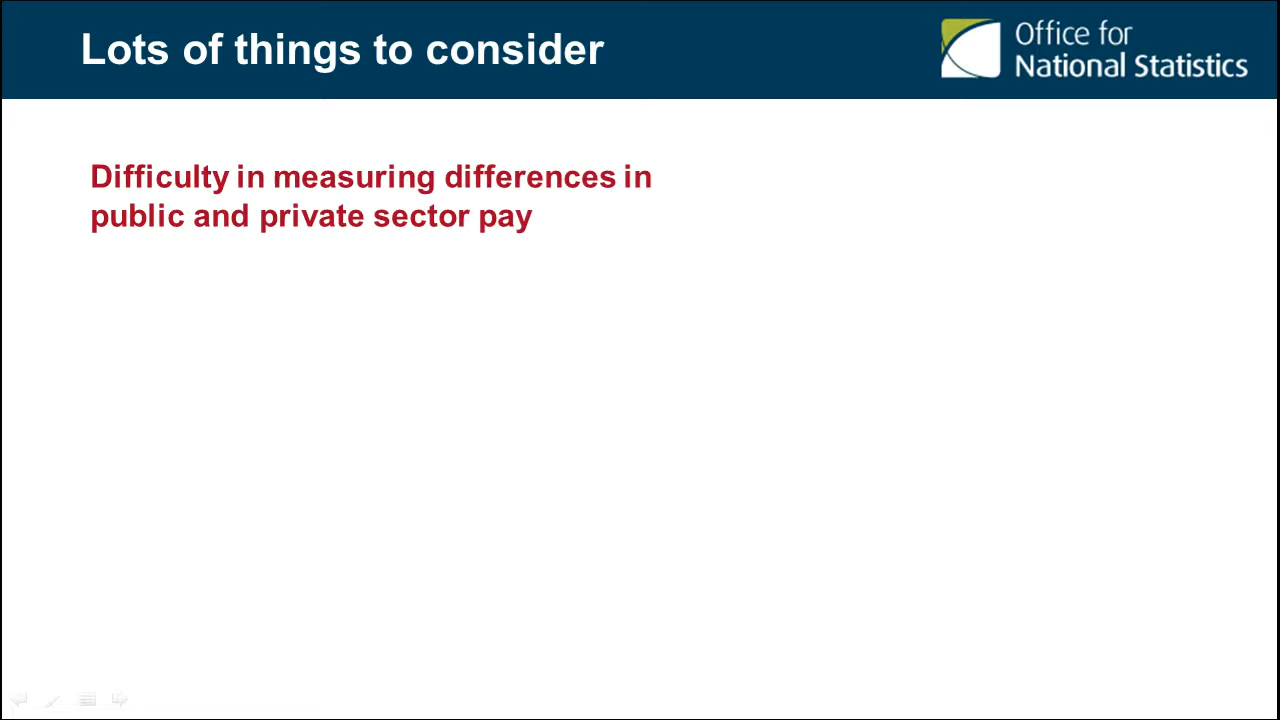 Lots of things to consider
Office for
National Statistics
Difficulty in measuring differences in
public and private sector pay